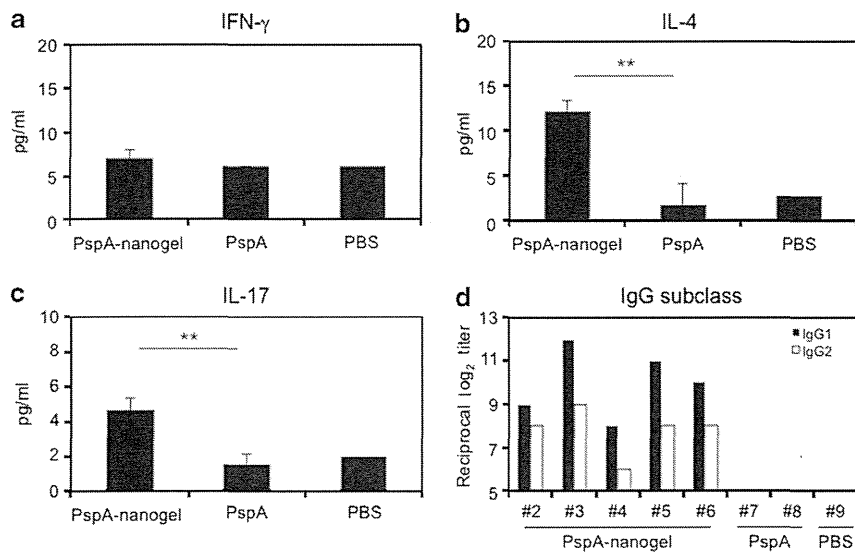 a
IFN-γ
20
15
10
5
0
pg/ml
PspA-nanogel PspA PBS
b
IL-4
20
15
10
5
0
pg/ml
**
PspA-nanogel PspA PBS
c
IL-17
10
8
6
4
2
0
pg/ml
**
PspA-nanogel PspA PBS
d
IgG subclass
13
11
9
7
5
Reciprocal log2 titer
IgG1
IgG2
#2 #3 #4 #5 #6 #7 #8 #9
PspA-nanogel PspA PBS